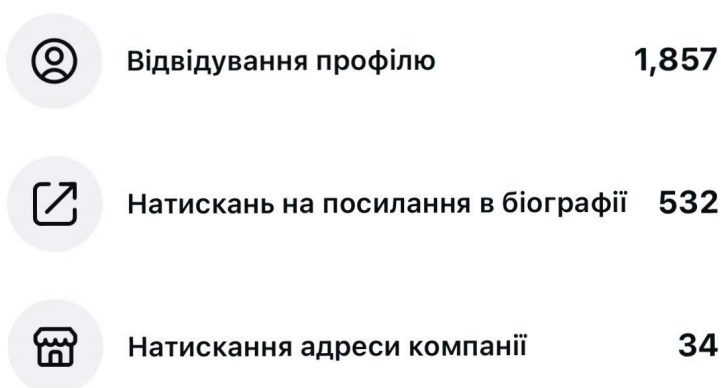 Відвідування профілю 1,857
Натискань на посилання в біографії 532
Натискання адреси компанії 34